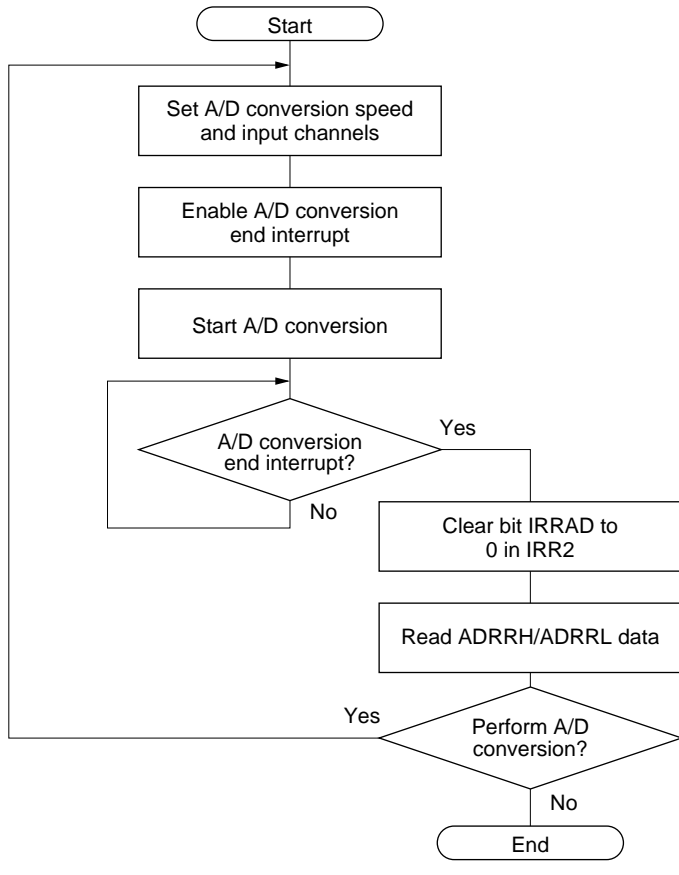 Start
Set A/D conversion speed
and input channels
Enable A/D conversion
end interrupt
Start A/D conversion
A/D conversion
end interrupt?
Yes
No
Clear bit IRRAD to
0 in IRR2
Read ADRRH/ADRRL data
Yes
Perform A/D
conversion?
No
End